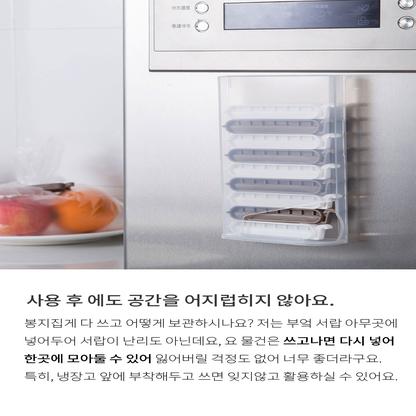 사용 후 에도 공간을 어지럽히지 않아요.
봉지집게 다 쓰고 어떻게 보관하시나요? 저는 부엌 서랍 아무곳에
넣어두어 서랍이 난리도 아닌데요, 요 물건은 쓰고나면 다시 넣어
한곳에 모아둘 수 있어 잃어버릴 걱정도 없어 너무 좋더라구요.
특히, 냉장고 앞에 부착해두고 쓰면 잊지않고 활용하실 수 있어요.